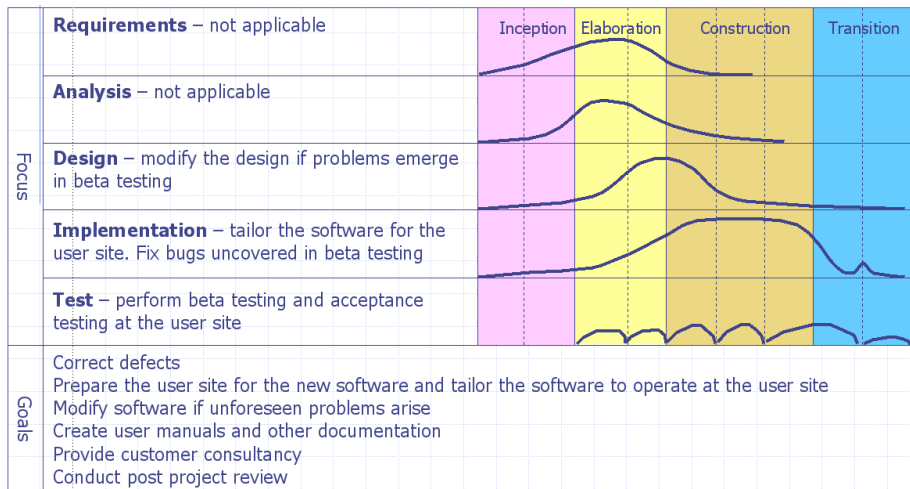 Requirements – not applicable
Inception Elaboration Construction Transition
Analysis – not applicable
Focus
Design – modify the design if problems emerge
in beta testing
Implementation – tailor the software for the
user site. Fix bugs uncovered in beta testing
Test – perform beta testing and acceptance
testing at the user site
Goals
Correct defects
Prepare the user site for the new software and tailor the software to operate at the user site
Modify software if unforeseen problems arise
Create user manuals and other documentation
Provide customer consultancy
Conduct post project review